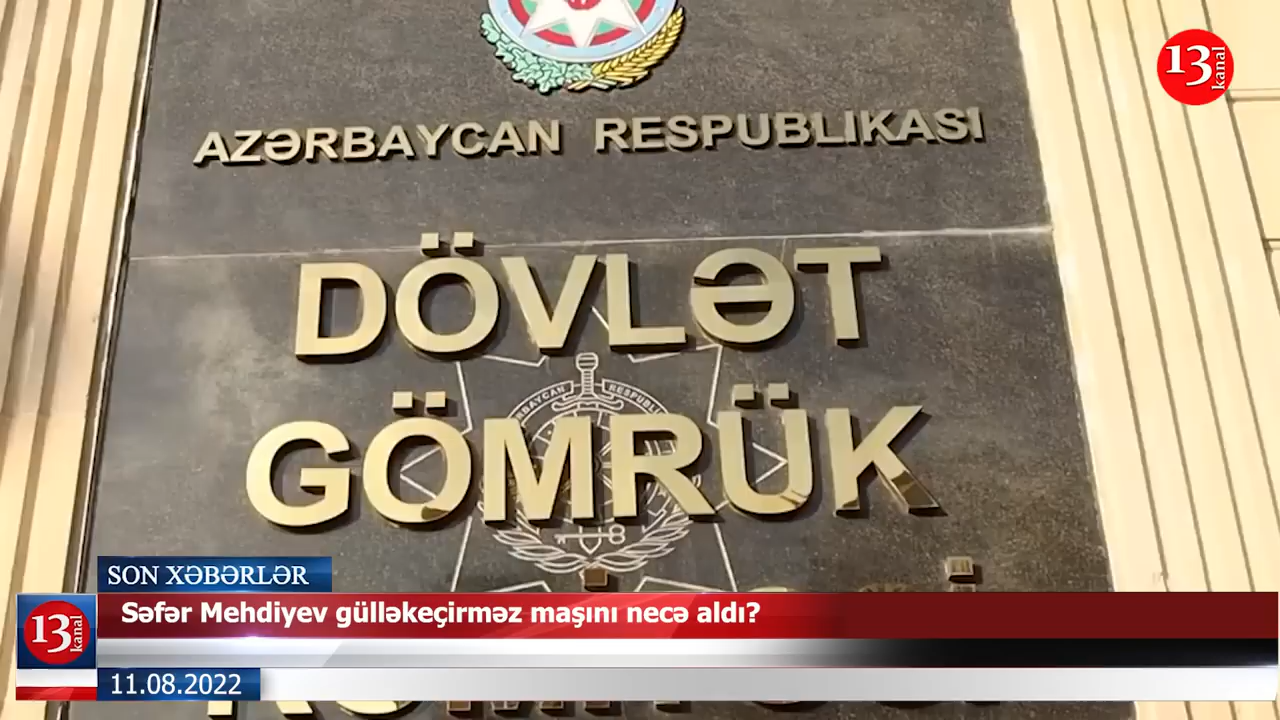 13 kanal
AZƏRBAYCAN RESPUBLIKASI
DÖVLƏT
GÖMRÜK
SON XƏBƏRLƏR
13 kanal
Səfər Mehdiyev gülləkeçirməz maşını necə aldı?
11.08.2022